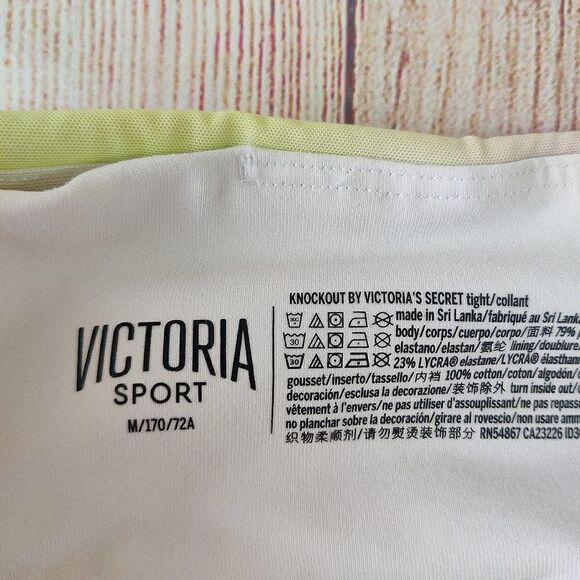 VICTORIA
SPORT
M/170/72A
KNOCKOUT BY VICTORIA'S SECRET tight/collant
made in Sri Lanka/fabriqué au Sri Lanka
body/corps/cuerpo/corpo/面料 79%
elastano/elastan/氨纶 lining/doublure
23% LYCRA® elastane/LYCRA® élasthan
gousset/inserto/tassello/内裆 100% cotton/coton/algodón/
decoración/esclusa la decorazione/装饰除外 turn inside out/
vêtement à l'envers/ne pas utiliser d'assouplissant/ne pas repasse
no planchar sobre la decoración/girare al rovescio/non usare ammo
织物柔顺剂/请勿熨烫装饰部分 RN54867 CA23226